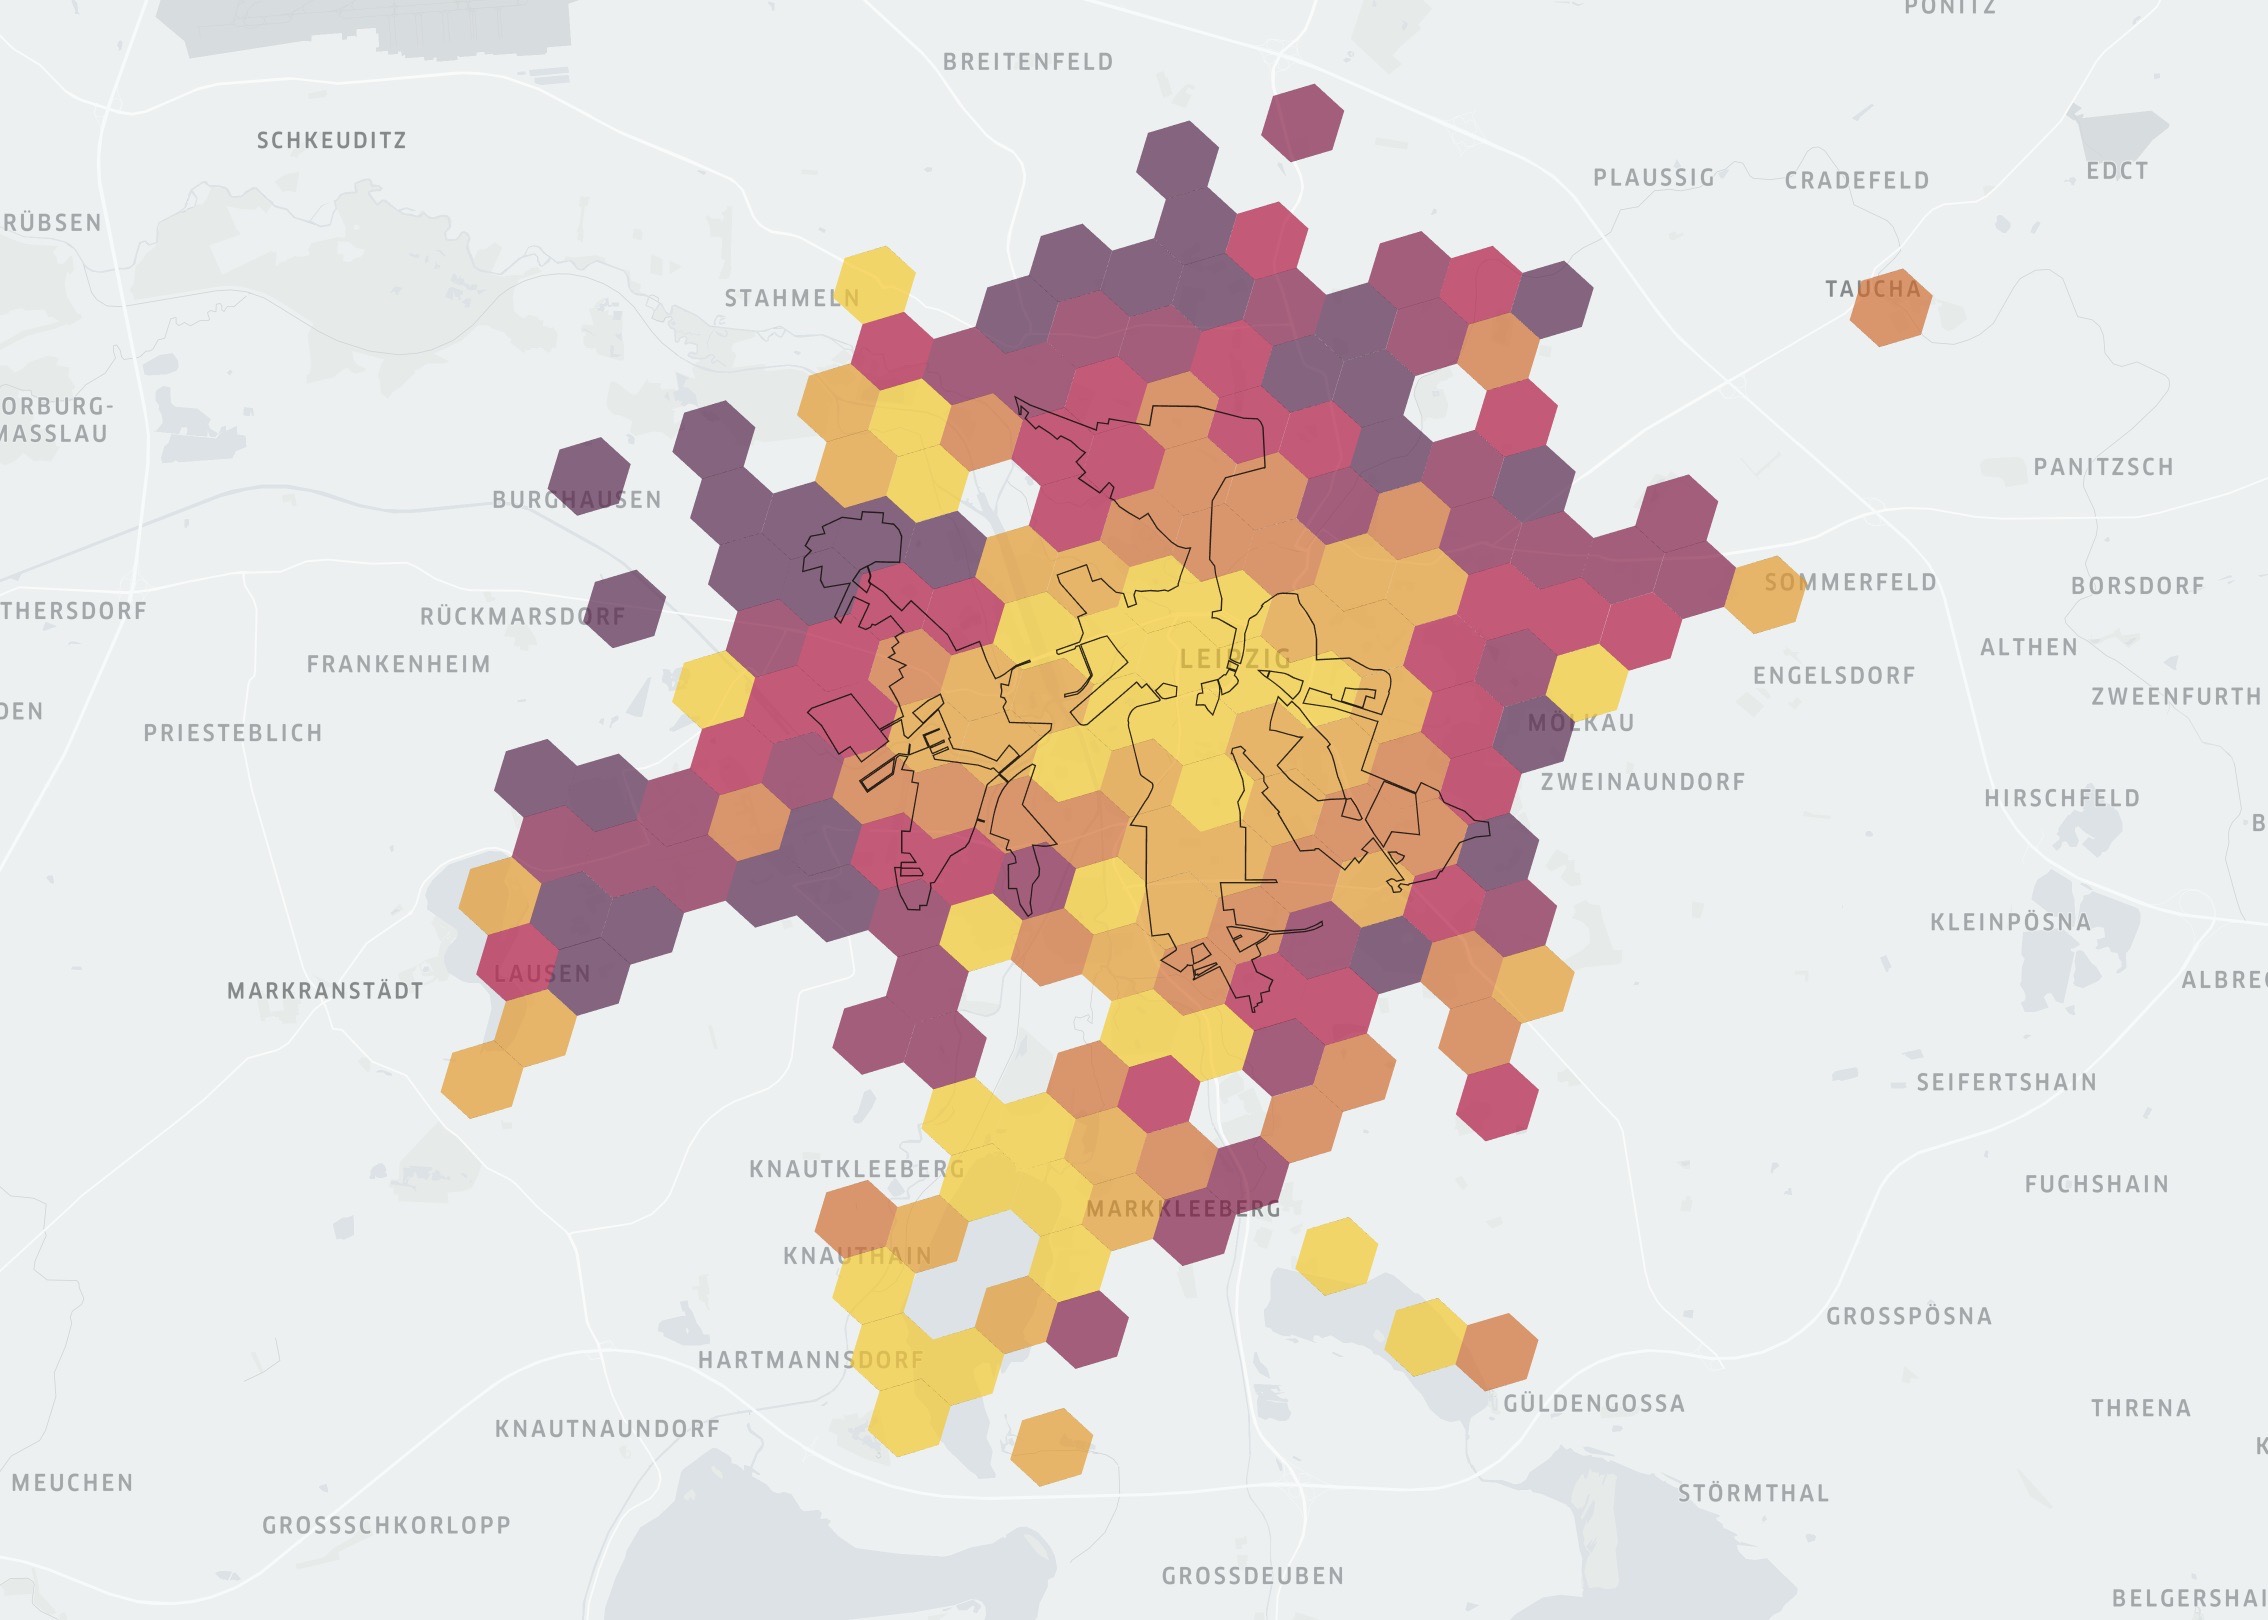 PONITZ
BREITENFELD
SCHKEUDITZ
PLAUSSIG
CRADEFELD
EDCT
RÜBSEN
STAHMELN
TAUCHA
ORBURG-
MASSLAU
PANITZSCH
BURGHAUSEN
SOMMERFELD
BORSDORF
THERSDORF
RÜCKMARSDORF
ALTHEN
FRANKENHEIM
LEIPZIG
ENGELSDORF
ZWEENFURTH
DEN
PRIESTEBLICH
MÖLKAU
ZWEINAUNDORF
HIRSCHFELD
B
KLEINPÖSNA
LAUSEN
MARKRANSTÄDT
ALBREC
SEIFERTSHAIN
KNAUTKLEEBERG
FUCHSHAIN
MARKKLEEBERG
KNAUTHAIN
GROSSPÖSNA
HARTMANNSDORF
GÜLDENGOSSA
THRENA
KNAUTNAUNDORF
K
MEUCHEN
STÖRMTHAL
GROSSSCHKORLOPP
GROSSDEUBEN
BELGERSHAI